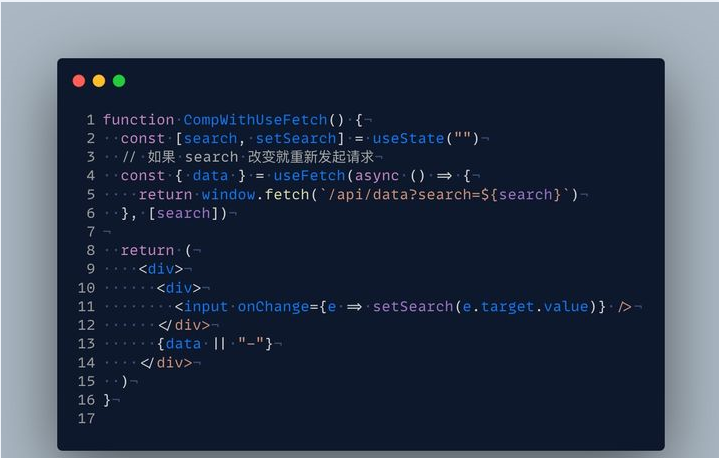 1 function CompWithUseFetch() {
2   const [search, setSearch] = useState("")
3   // 如果 search 改变就重新发起请求
4   const { data } = useFetch(async () => {
5     return window.fetch(`/api/data?search=${search}`)
6   }, [search])
7
8   return (
9     <div>
10       <div>
11         <input onChange={e => setSearch(e.target.value)} />
12       </div>
13       {data || "-"}
14     </div>
15   )
16 }
17